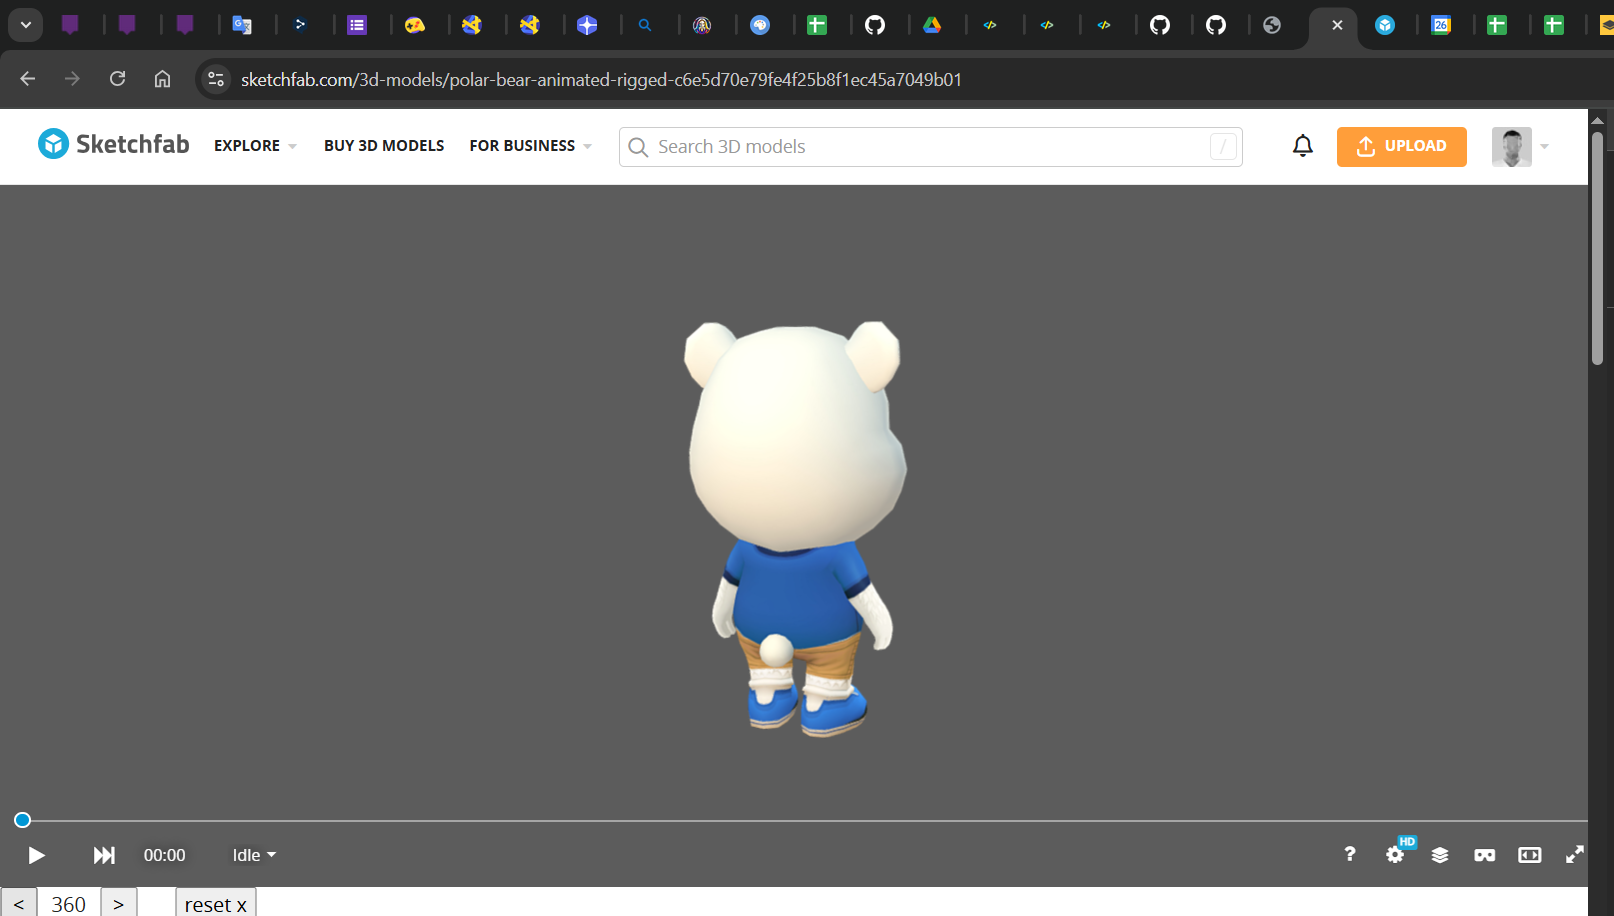 26
sketchfab.com/3d-models/polar-bear-animated-rigged-c6e5d70e79fe4f25b8f1ec45a7049b01
Sketchfab EXPLORE BUY 3D MODELS FOR BUSINESS Search 3D models / UPLOAD
HD
00:00 Idle ?
< 360 > reset x